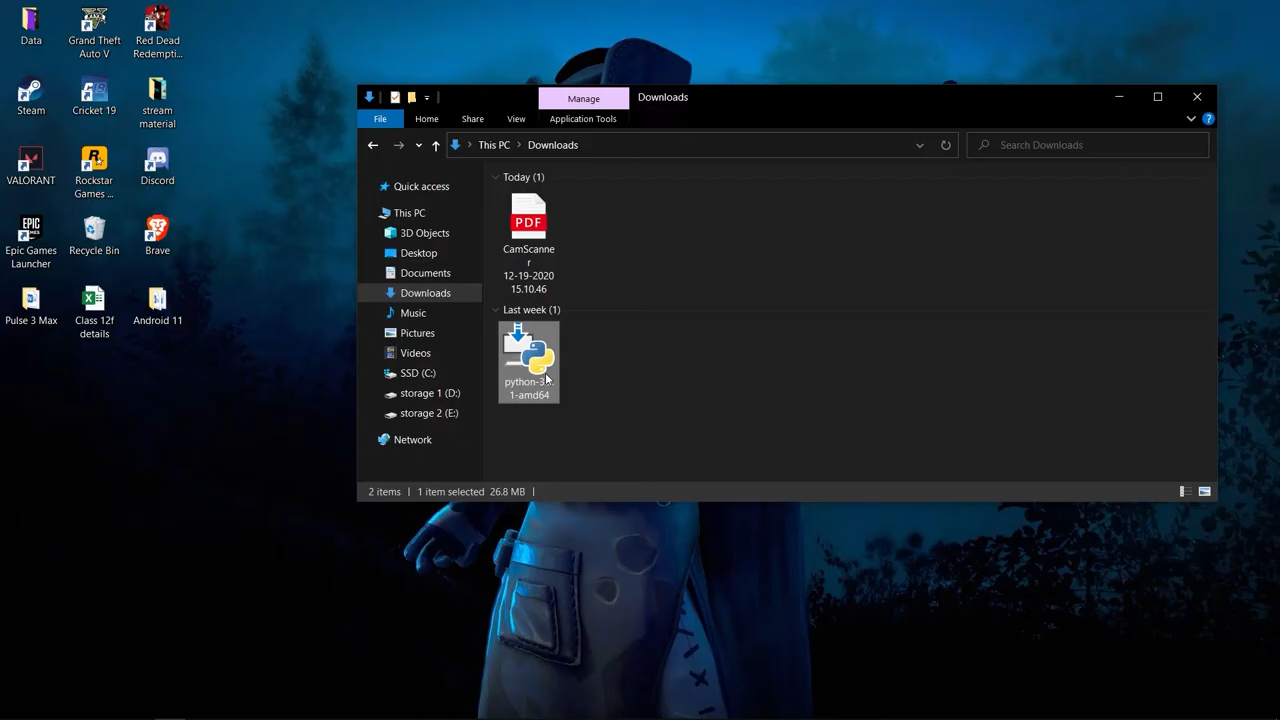 Data
Grand Theft
Auto V
Red Dead
Redempti...
Steam
Cricket 19
stream
material
VALORANT
Rockstar
Games ...
Discord
EPIC
GAMES
Epic Games
Launcher
Recycle Bin
Brave
Pulse 3 Max
Class 12f
details
Android 11
Manage
Downloads
File
Home
Share
View
Application Tools
This PC
Downloads
Search Downloads
Quick access
This PC
3D Objects
Desktop
Documents
Downloads
Music
Pictures
Videos
SSD (C:)
storage 1 (D:)
storage 2 (E:)
Network
Today (1)
PDF
CamScanne
r
12-19-2020
15.10.46
Last week (1)
1-amd64
2 items
1 item selected 26.8 MB